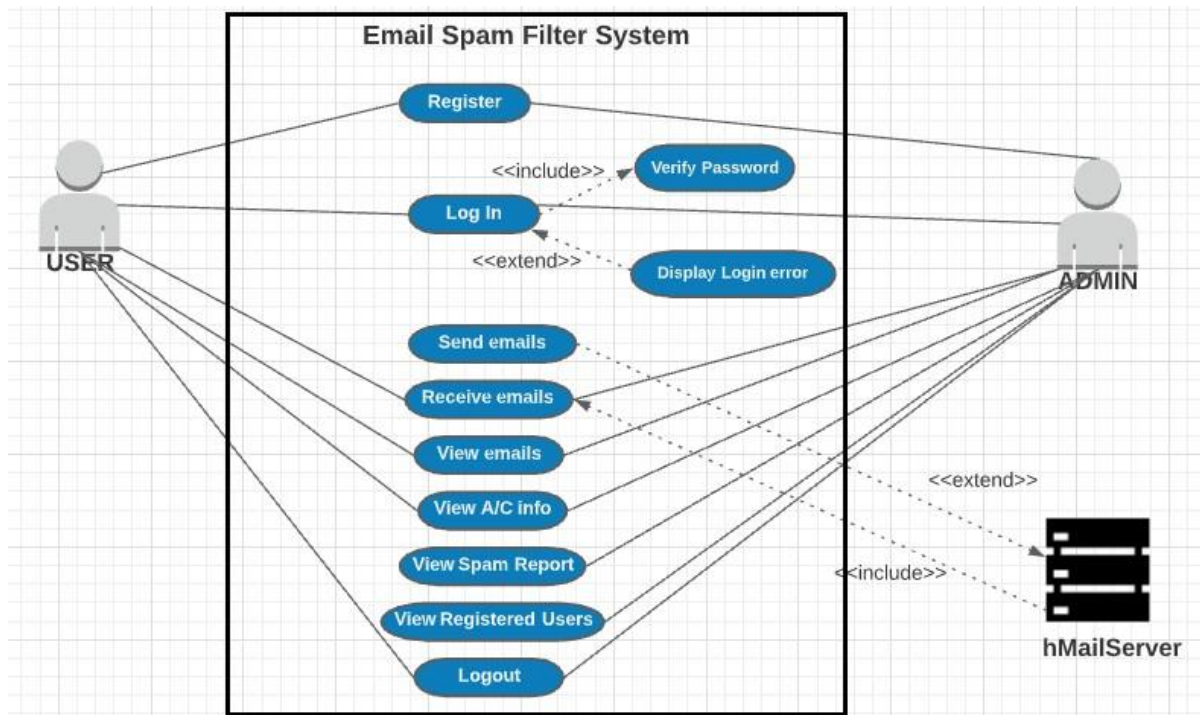 Email Spam Filter System
Register
<<include>>
Verify Password
Log In
<<extend>>
Display Login error
USER
ADMIN
Send emails
Receive emails
View emails
<<extend>>
View A/C info
View Spam Report
<<include>>
View Registered Users
hMailServer
Logout